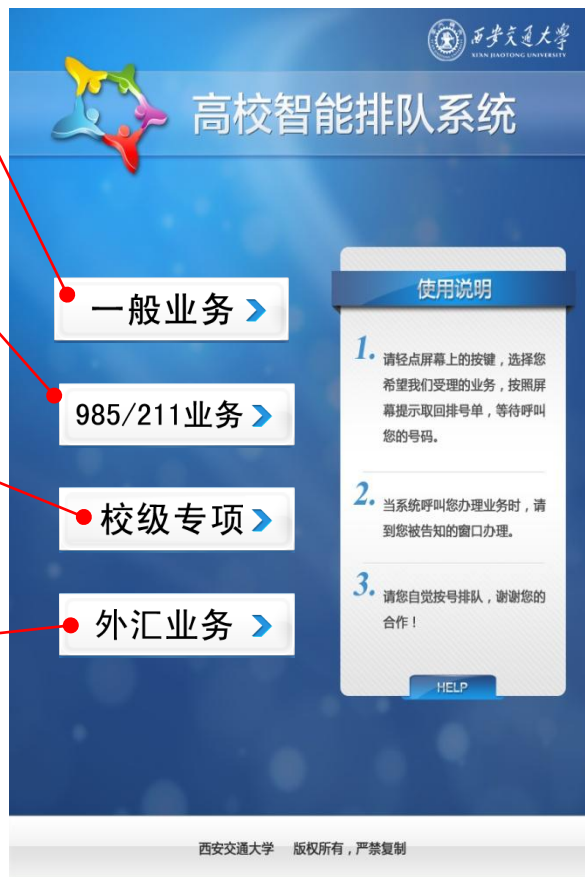 西安交通大学
XI'AN JIAOTONG UNIVERSITY
高校智能排队系统
一般业务
985/211业务
校级专项
外汇业务
使用说明
1. 请轻点屏幕上的按键，选择您
希望我们受理的业务，按照屏
幕提示取回排号单，等待呼叫
您的号码。
2. 当系统呼叫您办理业务时，请
到您被告知的窗口办理。
3. 请您自觉按号排队，谢谢您的
合作！
HELP
西安交通大学 版权所有，严禁复制